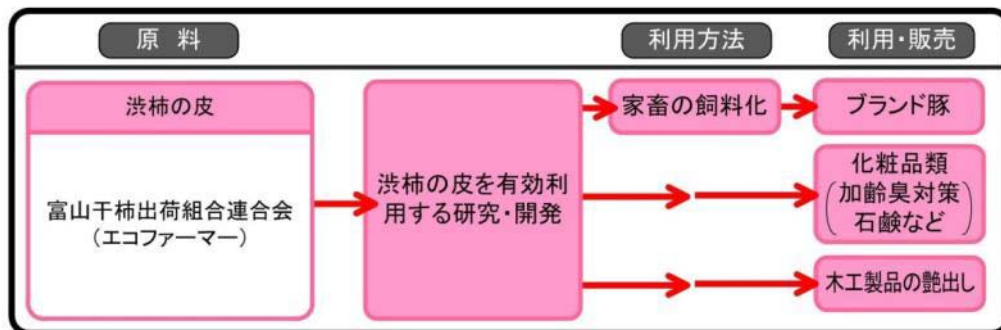 原料
利用方法
利用・販売
渋柿の皮
富山干柿出荷組合連合会
(エコファーマー)
渋柿の皮を有効利
用する研究・開発
家畜の飼料化
ブランド豚
化粧品類
(加齢臭対策
石鹸など)
木工製品の艶出し